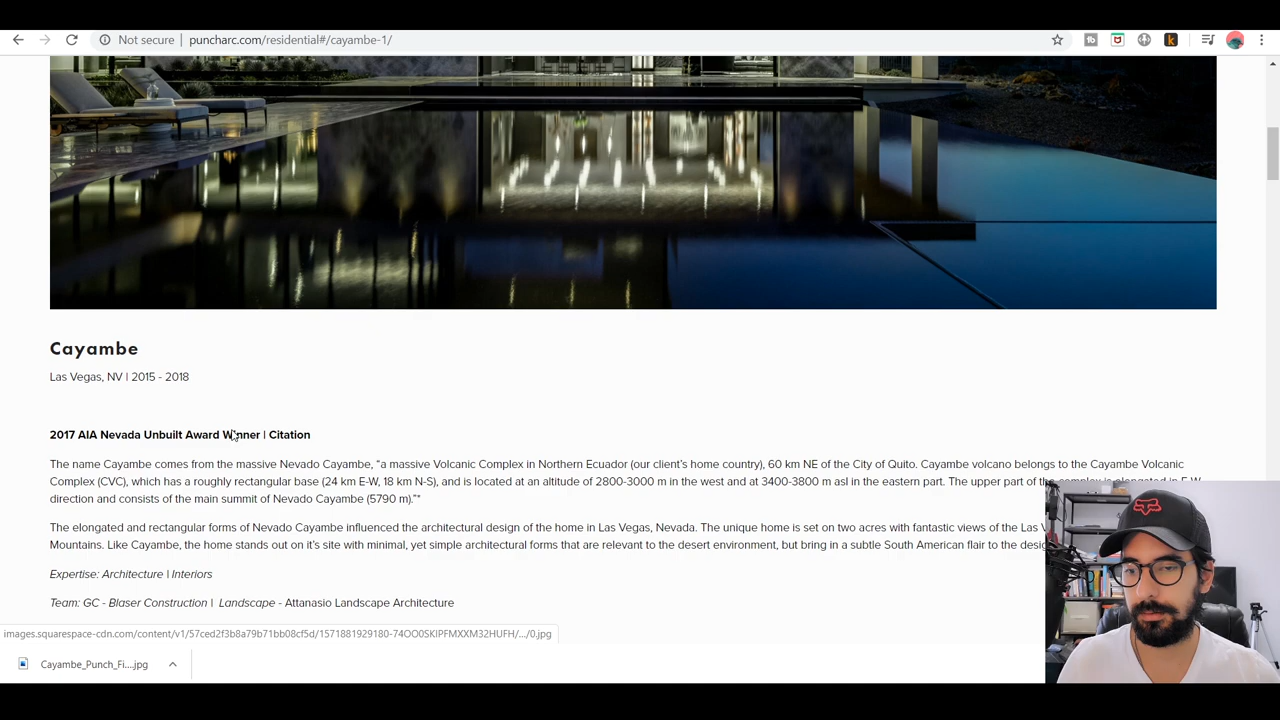 Not secure | puncharc.com/residential#/cayambe-1/
Cayambe
Las Vegas, NV | 2015 - 2018
2017 AIA Nevada Unbuilt Award Winner | Citation
The name Cayambe comes from the massive Nevado Cayambe, "a massive Volcanic Complex in Northern Ecuador (our client's home country), 60 km NE of the City of Quito. Cayambe volcano belongs to the Cayambe Volcanic
Complex (CVC), which has a roughly rectangular base (24 km E-W, 18 km N-S), and is located at an altitude of 2800-3000 m in the west and at 3400-3800 m asl in the eastern part. The upper part of the complex is elongated in E-W
direction and consists of the main summit of Nevado Cayambe (5790 m)."*
The elongated and rectangular forms of Nevado Cayambe influenced the architectural design of the home in Las Vegas, Nevada. The unique home is set on two acres with fantastic views of the Las
Mountains. Like Cayambe, the home stands out on it's site with minimal, yet simple architectural forms that are relevant to the desert environment, but bring in a subtle South American flair to the
Expertise: Architecture | Interiors
Team: GC - Blaser Construction | Landscape - Attanasio Landscape Architecture
images.squarespace-cdn.com/content/v1/57ced2f3b8a79b71bb08cf5d/1571881929180-74OO0SKIPFMXXM32HUFH/.../0.jpg
Cayambe_Punch_Fi....jpg